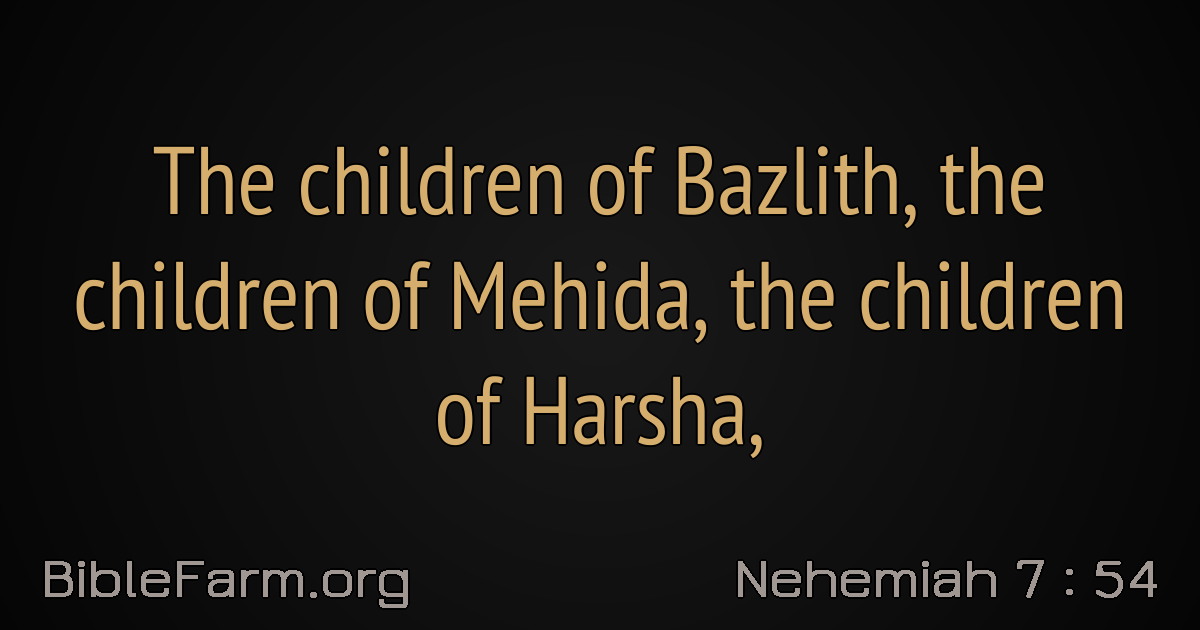 The children of Bazlith, the
children of Mehida, the children
of Harsha,
BibleFarm.org
Nehemiah 7 : 54